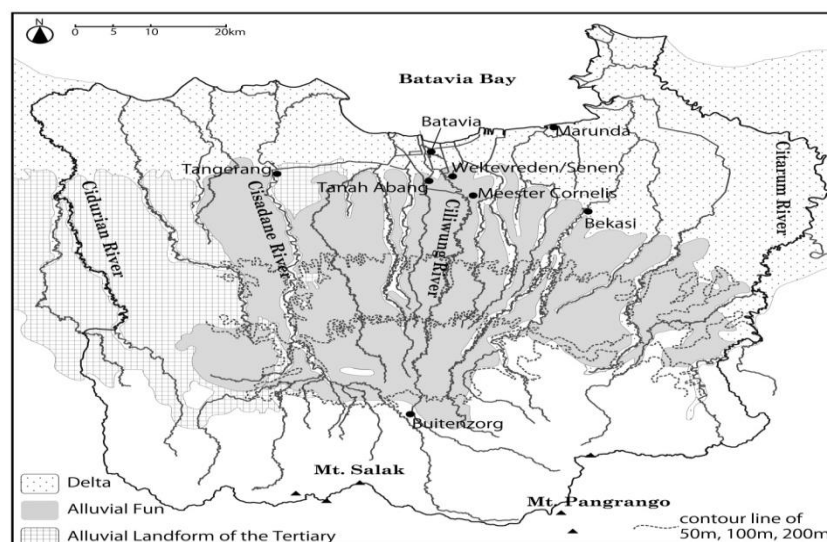 N
0 5 10 20km
Batavia Bay
Batavia
Marunda
Tangerang
Weltevreden/Senen
Tanah Abang
Meester Cornelis
Bekasi
Cidurian River
Cisadane River
Ciliwung River
Citarum River
Buitenzorg
Mt. Salak
Mt. Pangrango
Delta
Alluvial Fun
Alluvial Landform of the Tertiary
contour line of
50m, 100m, 200m